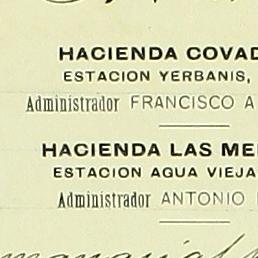 HACIENDA COVAD
ESTACION YERBANIS,
Administrador FRANCISCO A
HACIENDA LAS ME
ESTACION AGUA VIEJA
Administrador ANTONIO